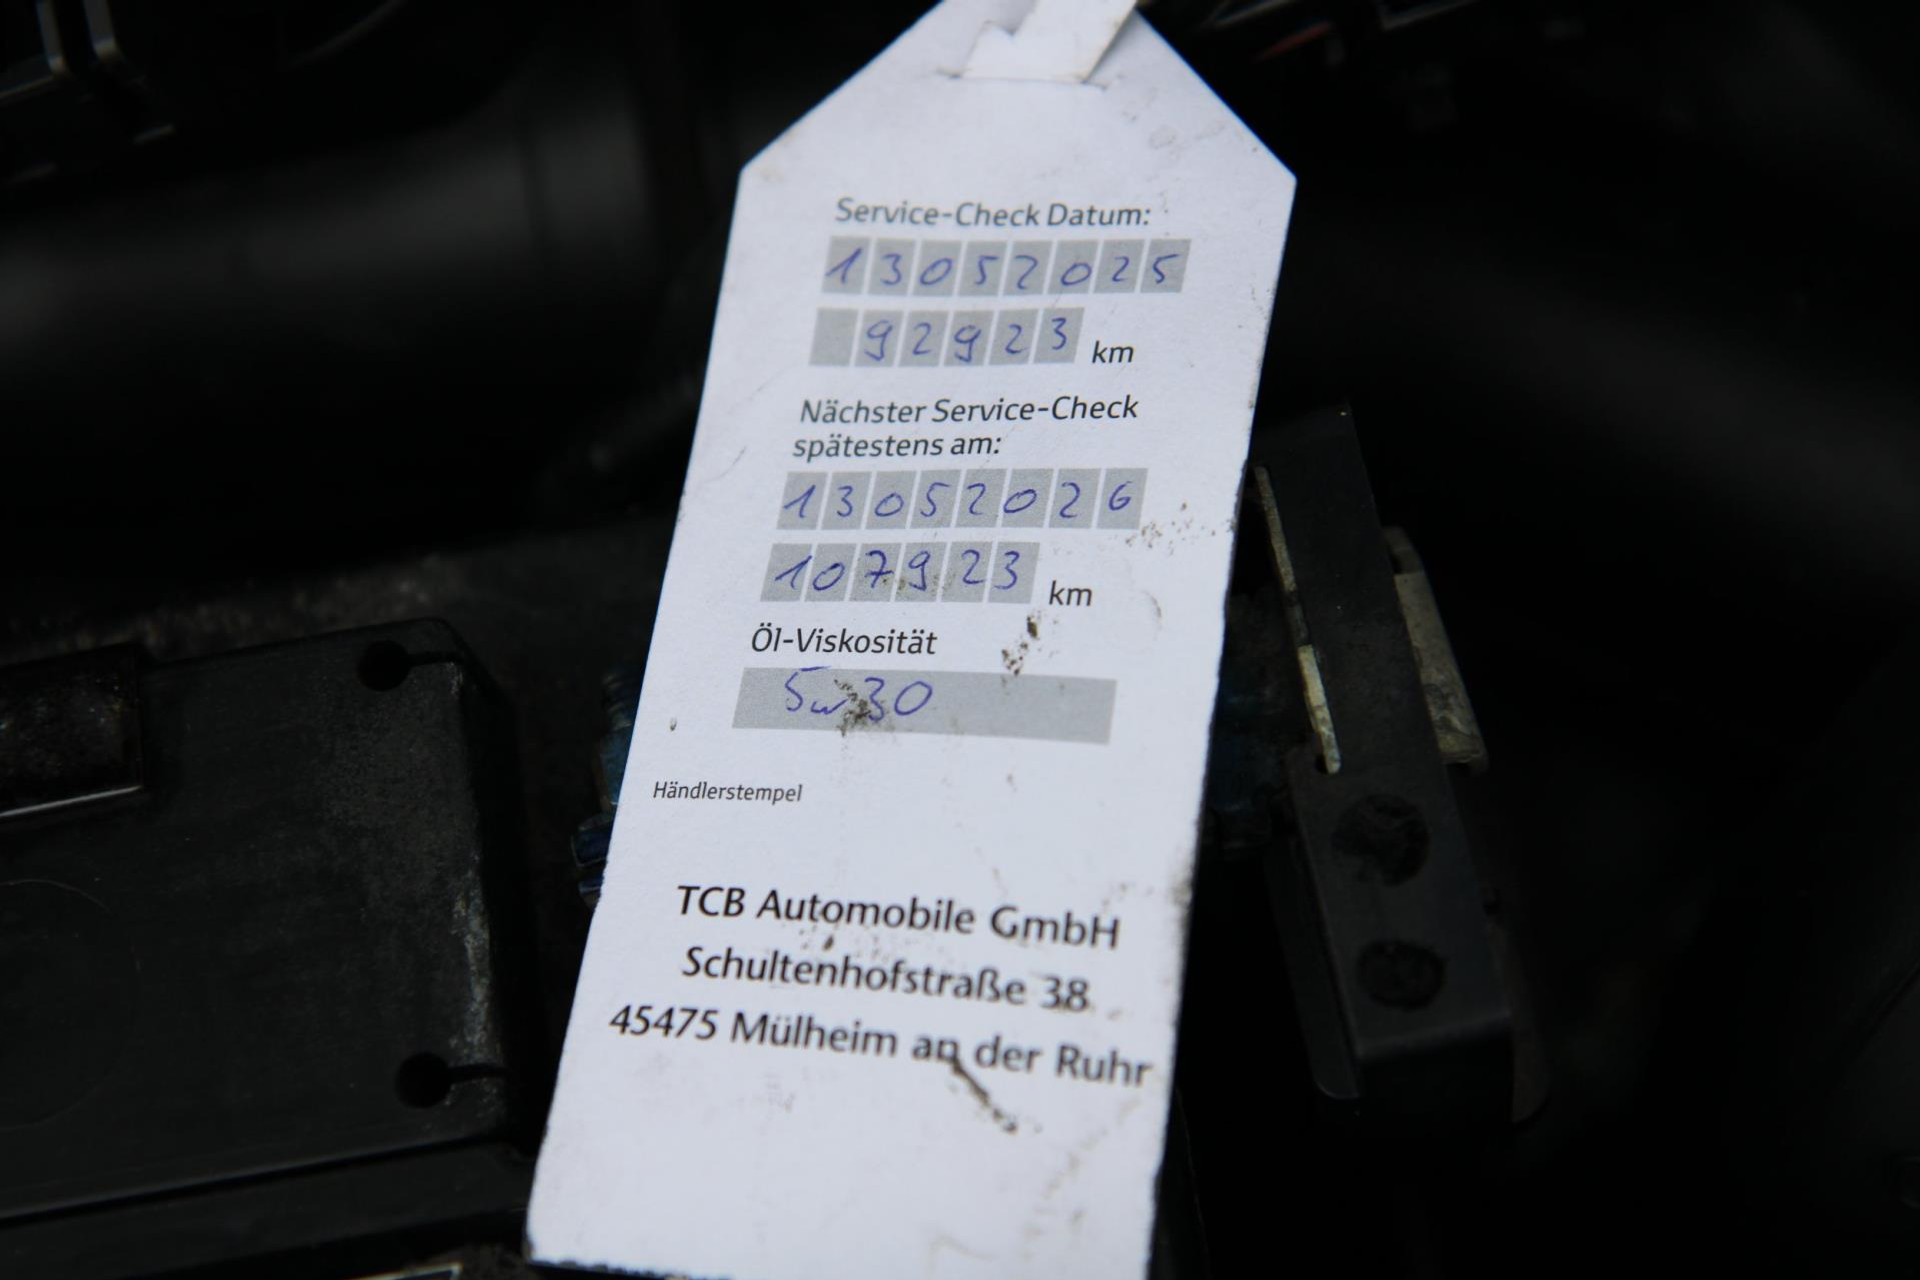 Service-Check Datum:
13052025
92923 km
Nächster Service-Check
spätestens am:
13052026
107923 km
Öl-Viskosität
5w30
Händlerstempel
TCB Automobile GmbH
Schultenhofstraße 38
45475 Mülheim an der Ruhr